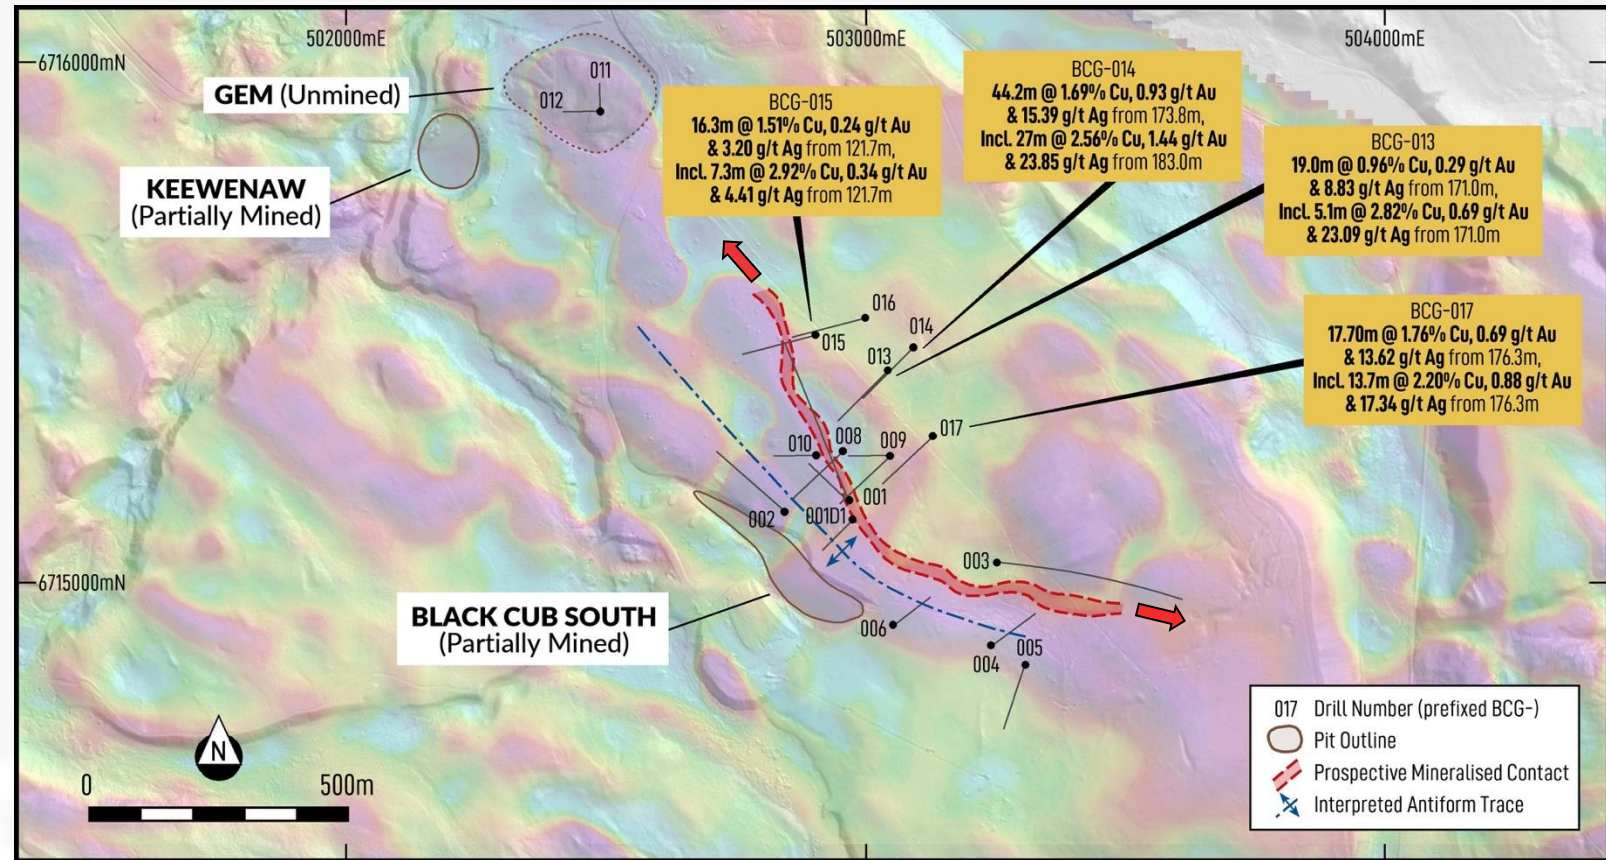 502000mE
503000mE
504000mE
6716000mN
6715000mN
GEM (Unmined)
011
012
KEEWENAW
(Partially Mined)
BCG-015
16.3m @ 1.51% Cu, 0.24 g/t Au
& 3.20 g/t Ag from 121.7m,
Incl. 7.3m @ 2.92% Cu, 0.34 g/t Au
& 4.41 g/t Ag from 121.7m
BCG-014
44.2m @ 1.69% Cu, 0.93 g/t Au
& 15.39 g/t Ag from 173.8m,
Incl. 27m @ 2.56% Cu, 1.44 g/t Au
& 23.85 g/t Ag from 183.0m
BCG-013
19.0m @ 0.96% Cu, 0.29 g/t Au
& 8.83 g/t Ag from 171.0m,
Incl. 5.1m @ 2.82% Cu, 0.69 g/t Au
& 23.09 g/t Ag from 171.0m
BCG-017
17.70m @ 1.76% Cu, 0.69 g/t Au
& 13.62 g/t Ag from 176.3m,
Incl. 13.7m @ 2.20% Cu, 0.88 g/t Au
& 17.34 g/t Ag from 176.3m
016
015
014
013
017
010
008
009
001
002
001D1
003
006
004
005
BLACK CUB SOUTH
(Partially Mined)
N
0
500m
017 Drill Number (prefixed BCG-)
Pit Outline
Prospective Mineralised Contact
Interpreted Antiform Trace